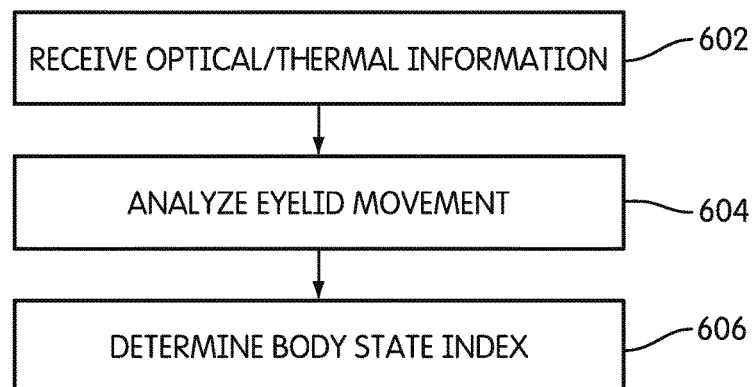 RECEIVE OPTICAL/THERMAL INFORMATION
602
ANALYZE EYELID MOVEMENT
604
DETERMINE BODY STATE INDEX
606